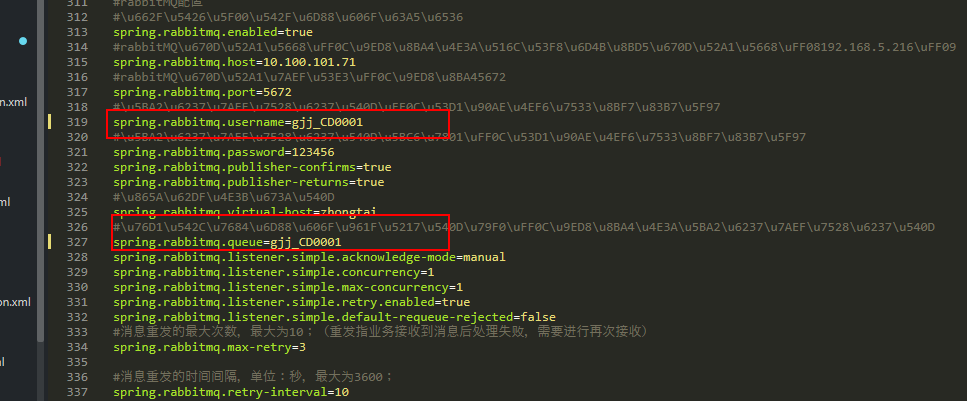 311 #rabbitMQ配置
312 #\u662F\u5426\u5F00\u542F\u6D88\u606F\u63A5\u6536
313 spring.rabbitmq.enabled=true
314 #rabbitMQ\u670D\u52A1\u5668\uFF0C\u9ED8\u8BA4\u4E3A\u516C\u53F8\u6D4B\u8BD5\u670D\u52A1\u5668\uFF08192.168.5.216\uFF09
315 spring.rabbitmq.host=10.100.101.71
n.xml 316 #rabbitMQ\u670D\u52A1\u7AEF\u53E3\uFF0C\u9ED8\u8BA45672
317 spring.rabbitmq.port=5672
318 #\u5BA2\u6237\u7AEF\u7528\u6237\u540D\uFF0C\u53D1\u90AE\u4EF6\u7533\u8BF7\u83B7\u5F97
319 spring.rabbitmq.username=gjj_CD0001
320 #\u5BA2\u6237\u7AEF\u7528\u6237\u540D\u5BC6\u7801\uFF0C\u53D1\u90AE\u4EF6\u7533\u8BF7\u83B7\u5F97
321 spring.rabbitmq.password=123456
322 spring.rabbitmq.publisher-confirms=true
323 spring.rabbitmq.publisher-returns=true
ml 324 #\u865A\u62DF\u4E3B\u673A\u540D
325 spring.rabbitmq.virtual-host=zhongtai
326 #\u76D1\u542C\u7684\u6D88\u606F\u961F\u5217\u540D\u79F0\uFF0C\u9ED8\u8BA4\u4E3A\u5BA2\u6237\u7AEF\u7528\u6237\u540D
327 spring.rabbitmq.queue=gjj_CD0001
328 spring.rabbitmq.listener.simple.acknowledge-mode=manual
329 spring.rabbitmq.listener.simple.concurrency=1
330 spring.rabbitmq.listener.simple.max-concurrency=1
on.xml 331 spring.rabbitmq.listener.simple.retry.enabled=true
332 spring.rabbitmq.listener.simple.default-requeue-rejected=false
333 #消息重发的最大次数，最大为10；（重发指业务接收到消息后处理失败，需要进行再次接收）
334 spring.rabbitmq.max-retry=3
335
336 #消息重发的时间间隔，单位：秒，最大为3600；
337 spring.rabbitmq.retry-interval=10